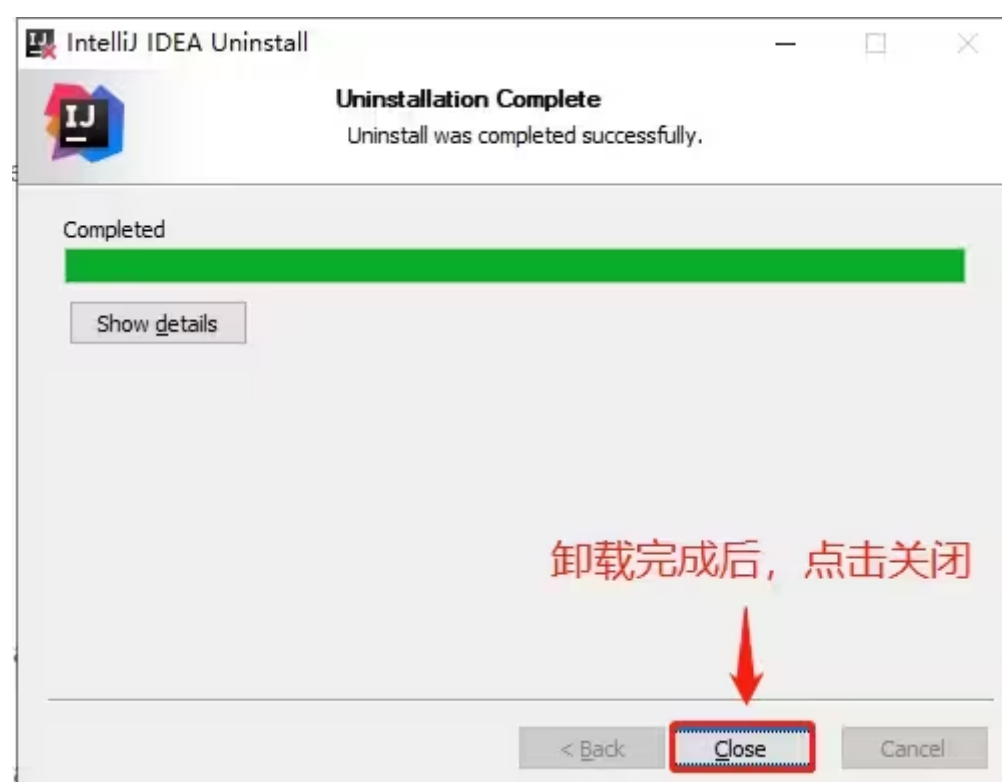 IntelliJ IDEA Uninstall
IJ
Uninstallation Complete
Uninstall was completed successfully.
Completed
Show details
卸载完成后，点击关闭
< Back
Close
Cancel